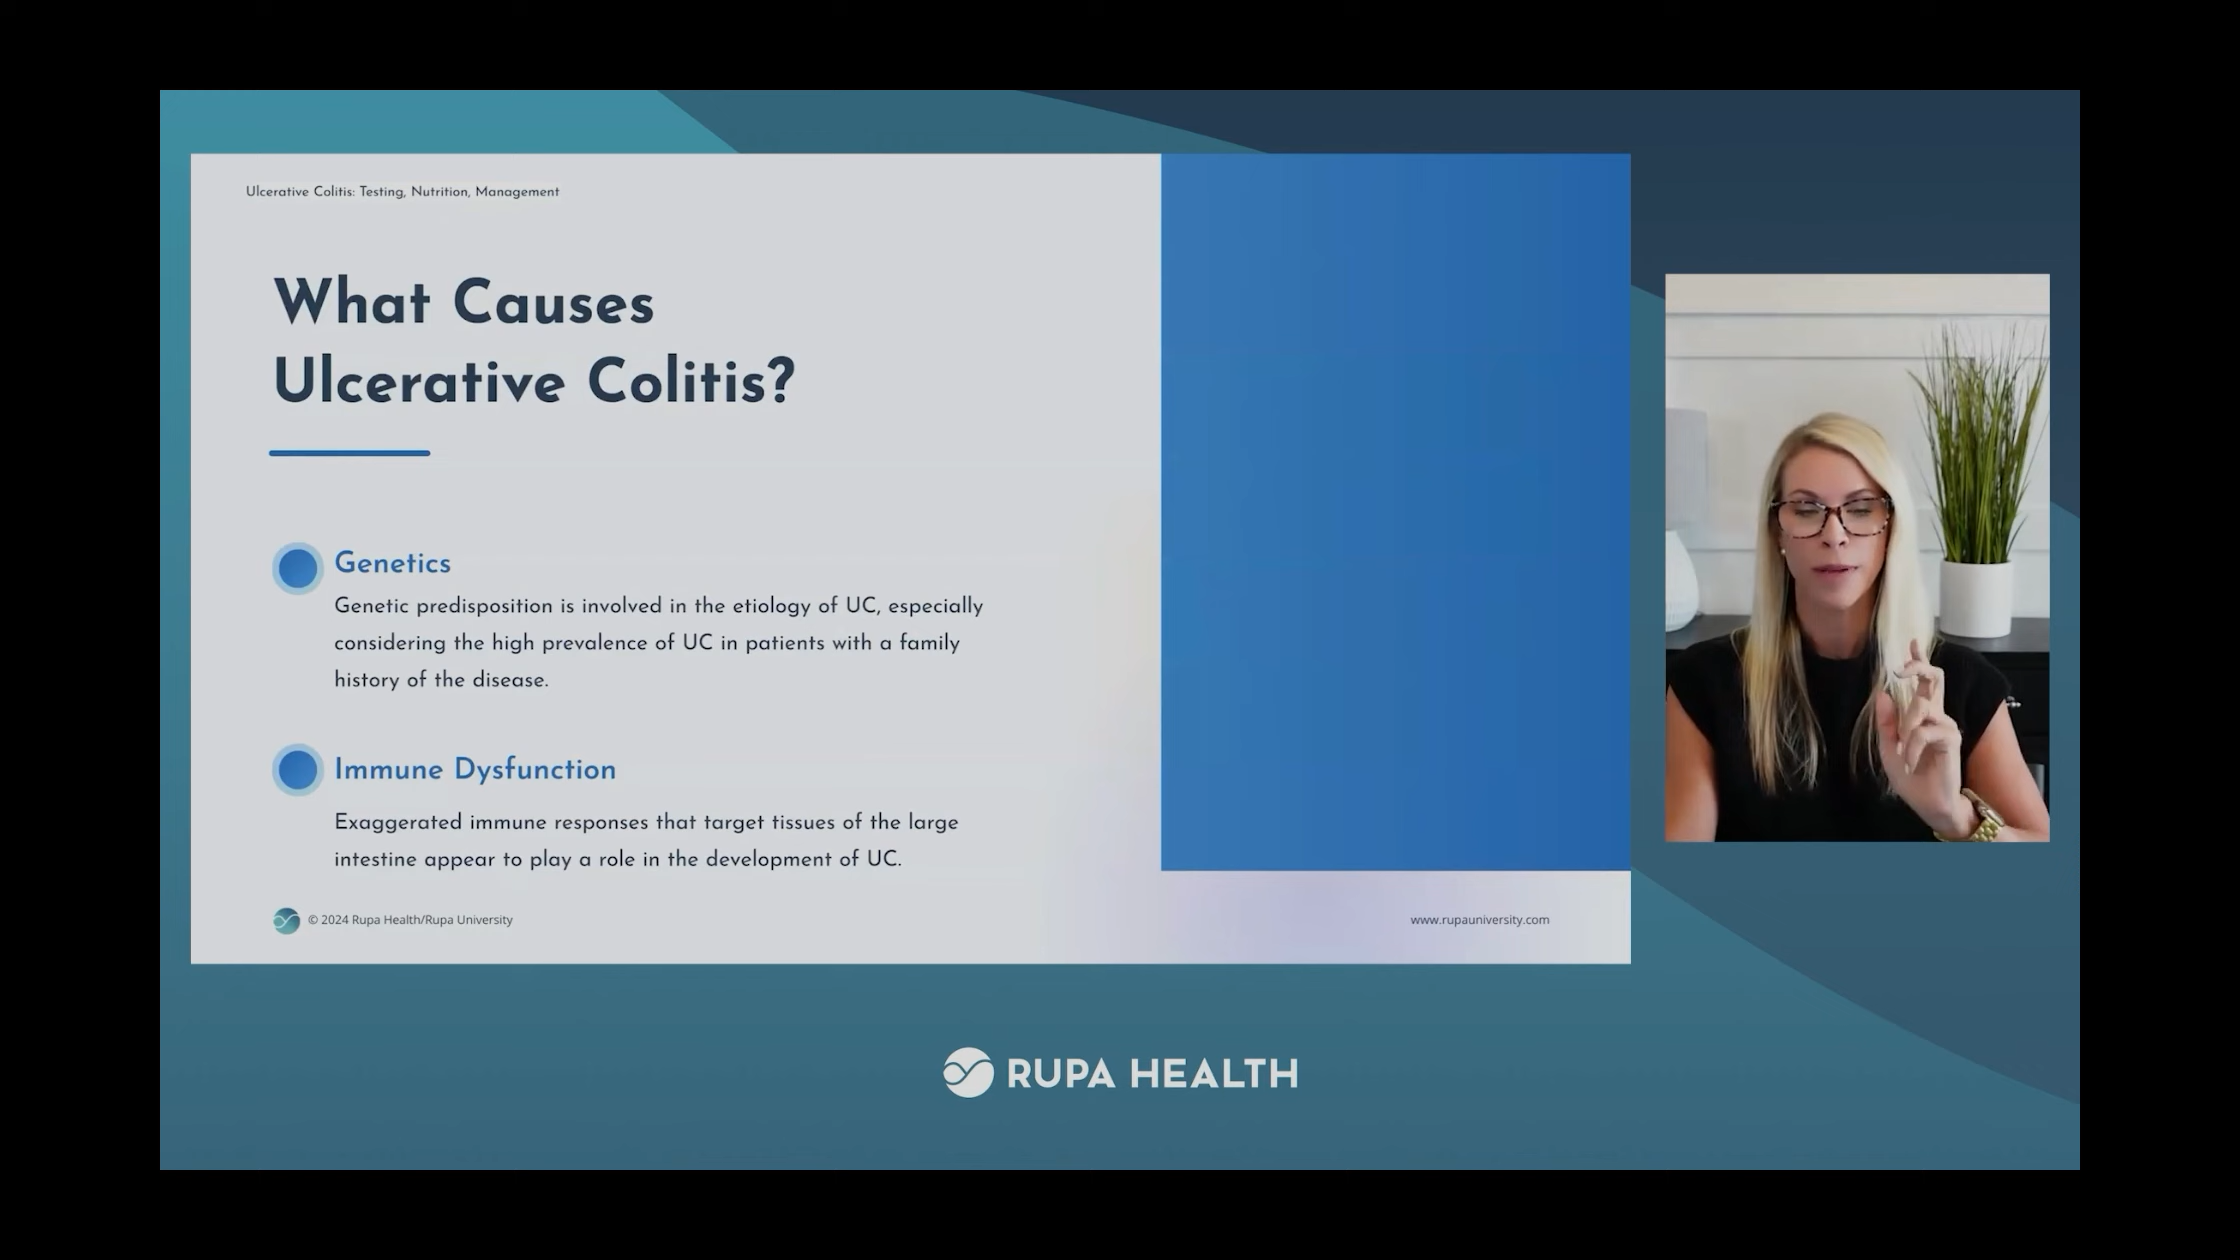 Ulcerative Colitis: Testing, Nutrition, Management
What Causes
Ulcerative Colitis?
Genetics
Genetic predisposition is involved in the etiology of UC, especially
considering the high prevalence of UC in patients with a family
history of the disease.
Immune Dysfunction
Exaggerated immune responses that target tissues of the large
intestine appear to play a role in the development of UC.
© 2024 Rupa Health/Rupa University
www.rupauniversity.com
RUPA HEALTH